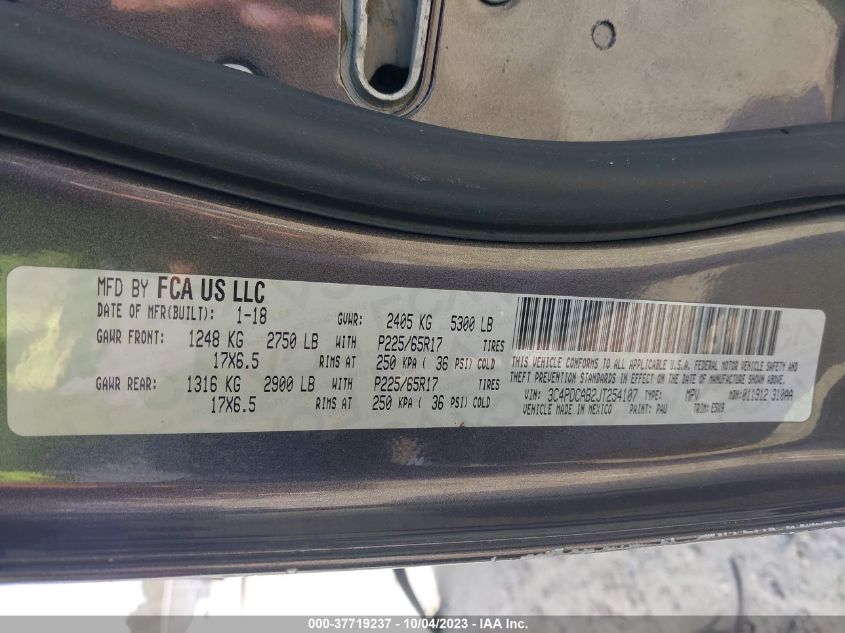 MFD BY FCA US LLC
DATE OF MFR(BUILT): 1-18 GVWR: 2405 KG 5300 LB
GAWR FRONT: 1248 KG 2750 LB WITH P225/65R17 TIRES
17X6.5 RIMS AT 250 KPA ( 36 PSI) COLD
GAWR REAR: 1316 KG 2900 LB WITH P225/65R17 TIRES
17X6.5 RIMS AT 250 KPA ( 36 PSI) COLD
THIS VEHICLE CONFORMS TO ALL APPLICABLE U.S.A. FEDERAL MOTOR VEHICLE SAFETY AND
THEFT PREVENTION STANDARDS IN EFFECT ON THE DATE OF MANUFACTURE SHOWN ABOVE.
VIN: 3C4PDCAB2JT254107 TYPE: MPV MDH: 011912 310AA
VEHICLE MADE IN MEXICO PAINT: PAU TRIM:
000-37719237 - 10/04/2023 - IAA Inc.